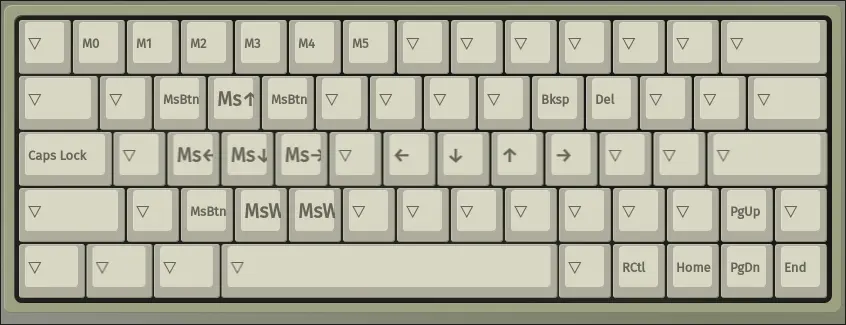 ▽ M0 M1 M2 M3 M4 M5 ▽ ▽ ▽ ▽ ▽ ▽ ▽
▽ ▽ MsBtn Ms↑ MsBtn ▽ ▽ ▽ ▽ Bksp Del ▽ ▽ ▽
Caps Lock ▽ Ms← Ms↓ Ms→ ▽ ← ↓ ↑ → ▽ ▽ ▽
▽ ▽ MsBtn MsW MsW ▽ ▽ ▽ ▽ ▽ ▽ ▽ PgUp ▽
▽ ▽ ▽ ▽ ▽ RCtl Home PgDn End